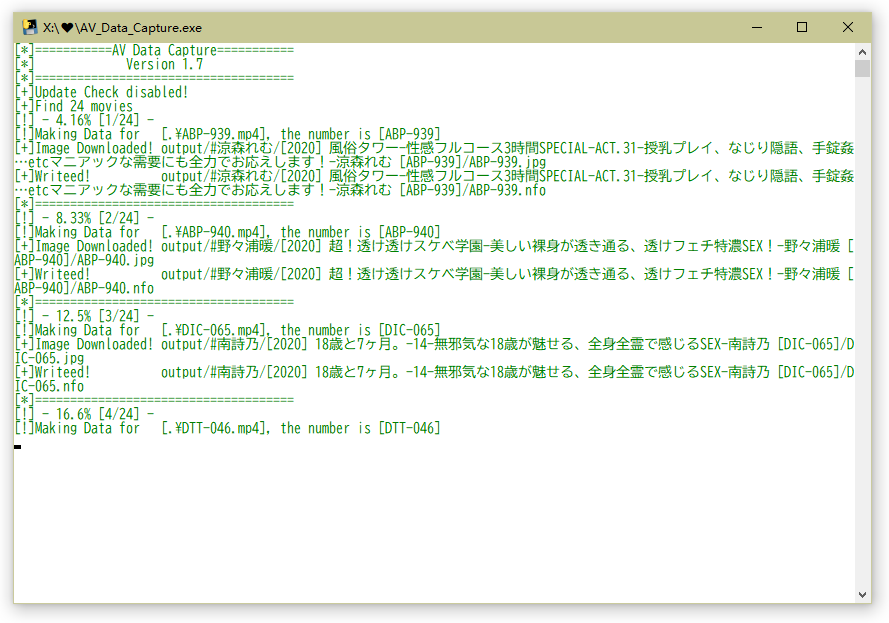 X:\ ♥\AV_Data_Capture.exe
[*]===========AV Data Capture===========
[*]             Version 1.7
[*]=====================================
[+]Update Check disabled!
[+]Find 24 movies
[!] - 4.16% [1/24] -
[!]Making Data for   [.\ABP-939.mp4], the number is [ABP-939]
[+]Image Downloaded! output/#涼森れむ/[2020] 風俗タワー-性感フルコース3時間SPECIAL-ACT.31-授乳プレイ、なじり隠語、手錠姦
…etcマニアックな需要にも全力でお応えします！-涼森れむ [ABP-939]/ABP-939.jpg
[+]Writeed!          output/#涼森れむ/[2020] 風俗タワー-性感フルコース3時間SPECIAL-ACT.31-授乳プレイ、なじり隠語、手錠姦
…etcマニアックな需要にも全力でお応えします！-涼森れむ [ABP-939]/ABP-939.nfo
[*]=====================================
[!] - 8.33% [2/24] -
[!]Making Data for   [.\ABP-940.mp4], the number is [ABP-940]
[+]Image Downloaded! output/#野々浦暖/[2020] 超！透け透けスケベ学園-美しい裸身が透き通る、透けフェチ特濃SEX！-野々浦暖 [
ABP-940]/ABP-940.jpg
[+]Writeed!          output/#野々浦暖/[2020] 超！透け透けスケベ学園-美しい裸身が透き通る、透けフェチ特濃SEX！-野々浦暖 [
ABP-940]/ABP-940.nfo
[*]=====================================
[!] - 12.5% [3/24] -
[!]Making Data for   [.\DIC-065.mp4], the number is [DIC-065]
[+]Image Downloaded! output/#南詩乃/[2020] 18歳と7ヶ月。-14-無邪気な18歳が魅せる、全身全霊で感じるSEX-南詩乃 [DIC-065]/D
IC-065.jpg
[+]Writeed!          output/#南詩乃/[2020] 18歳と7ヶ月。-14-無邪気な18歳が魅せる、全身全霊で感じるSEX-南詩乃 [DIC-065]/D
IC-065.nfo
[*]=====================================
[!] - 16.6% [4/24] -
[!]Making Data for   [.\DTT-046.mp4], the number is [DTT-046]